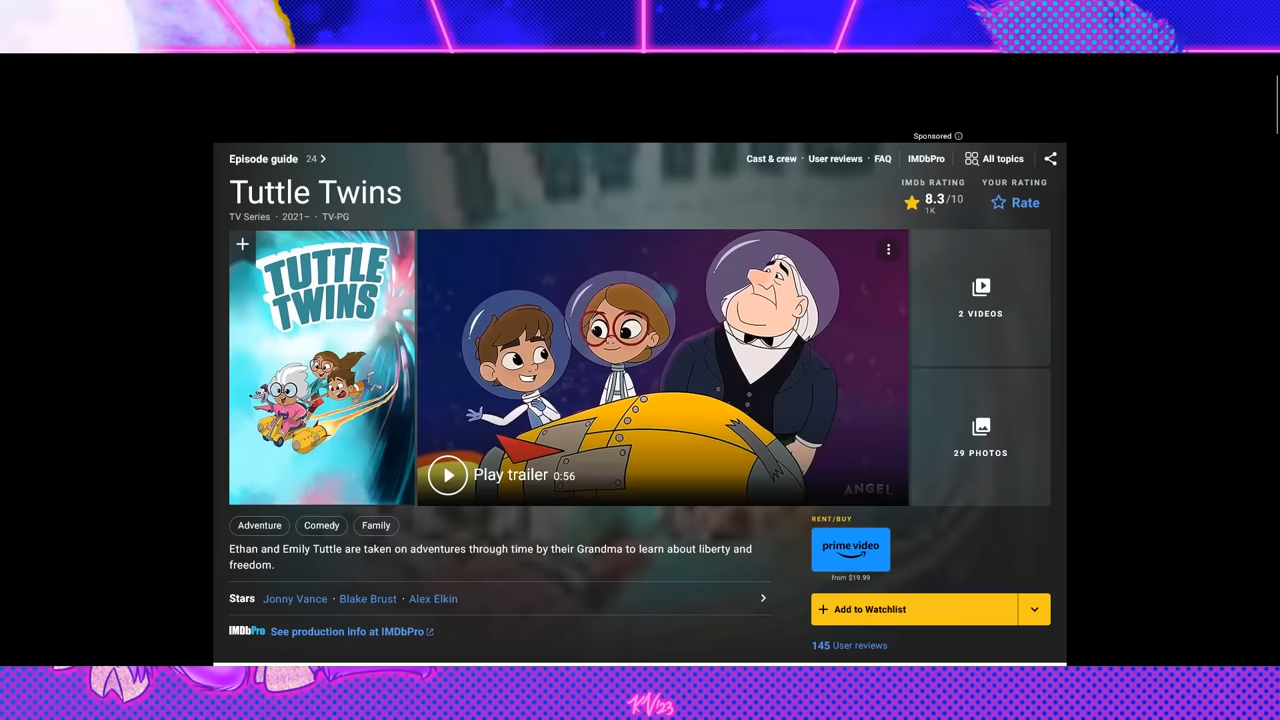 Sponsored
Episode guide 24
Cast & crew · User reviews · FAQ IMDbPro All topics
Tuttle Twins
TV Series · 2021– · TV-PG
IMDb RATING
8.3/10
1K
YOUR RATING
Rate
TUTTLE
TWINS
Play trailer 0:56
ANGEL
2 VIDEOS
29 PHOTOS
Adventure
Comedy
Family
Ethan and Emily Tuttle are taken on adventures through time by their Grandma to learn about liberty and
freedom.
Stars Jonny Vance · Blake Brust · Alex Elkin
IMDbPro See production info at IMDbPro
RENT/BUY
prime video
from $19.99
+ Add to Watchlist
145 User reviews